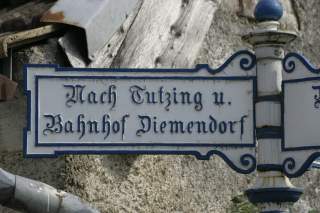 Nach Tutzing u.
Bahnhof Diemendorf